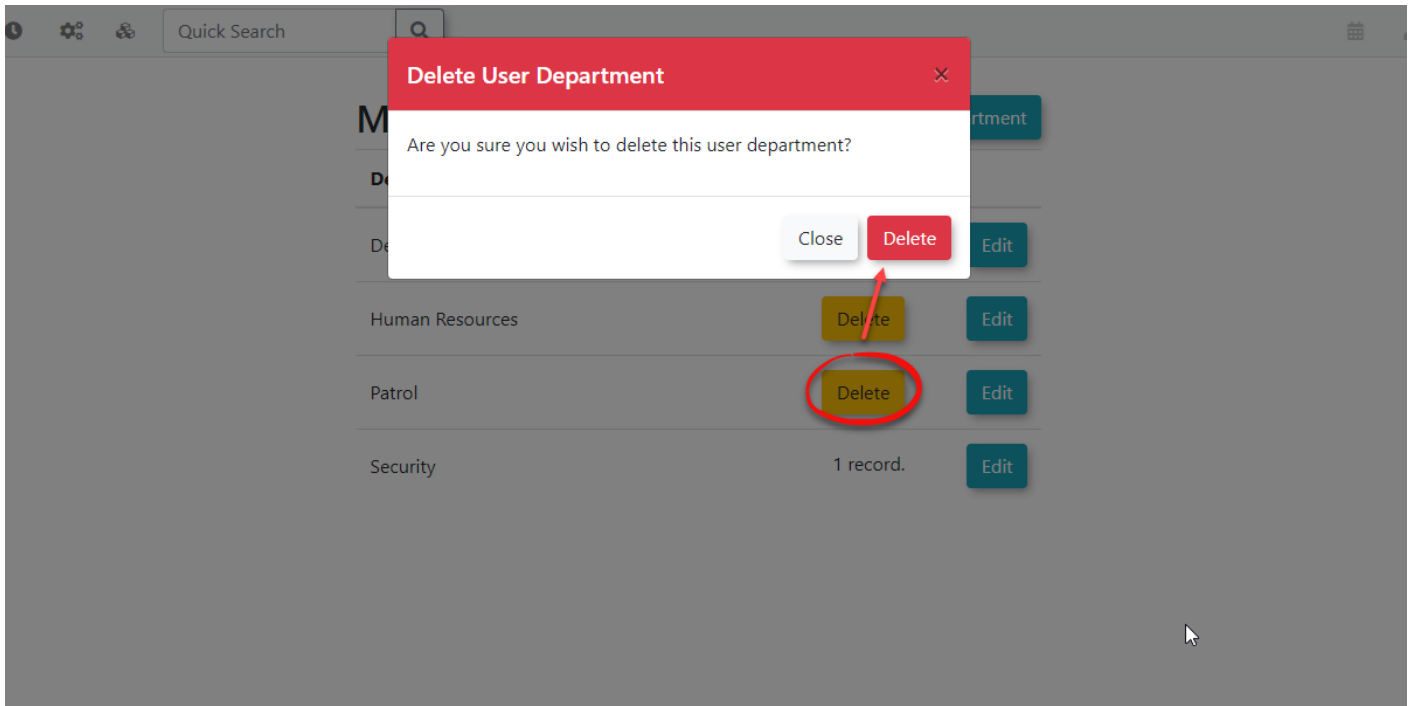 Quick Search
Delete User Department ×
M rtment
Are you sure you wish to delete this user department?
De
Close Delete
De Edit
Human Resources Delete Edit
Patrol Delete Edit
Security 1 record. Edit